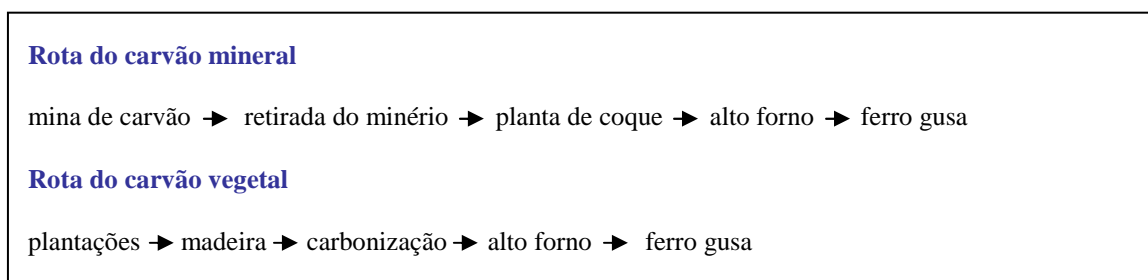 Rota do carvão mineral
mina de carvão → retirada do minério → planta de coque → alto forno → ferro gusa
Rota do carvão vegetal
plantações → madeira → carbonização → alto forno → ferro gusa